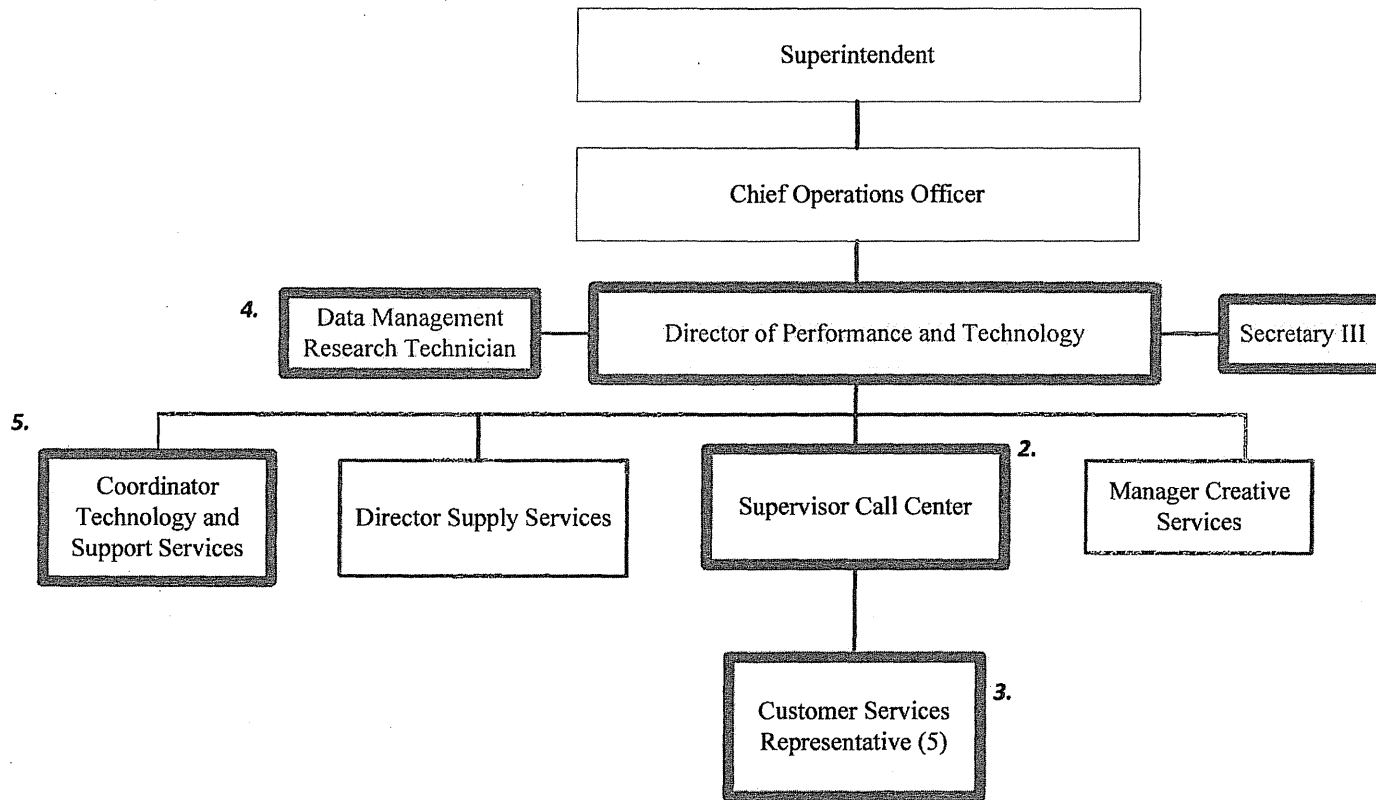 Superintendent
Chief Operations Officer
4.
Data Management
Research Technician
Director of Performance and Technology
Secretary III
5.
Coordinator
Technology and
Support Services
Director Supply Services
2.
Supervisor Call Center
Manager Creative
Services
3.
Customer Services
Representative (5)